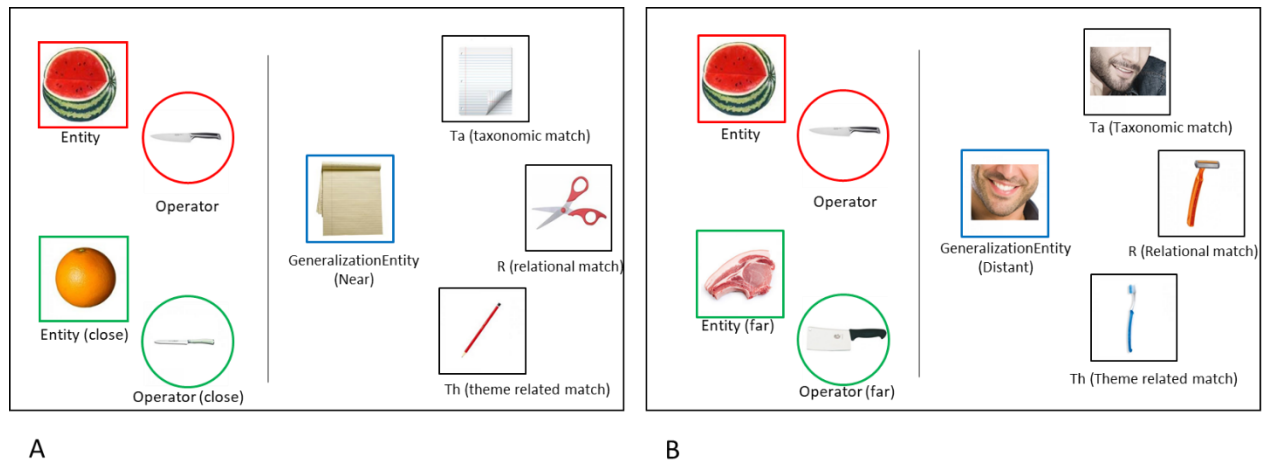 Entity
Operator
Entity (close)
Operator (close)
Ta (taxonomic match)
GeneralizationEntity
(Near)
R (relational match)
Th (theme related match)
A
Entity
Operator
Entity (far)
Operator (far)
Ta (Taxonomic match)
GeneralizationEntity
(Distant)
R (Relational match)
Th (Theme related match)
B